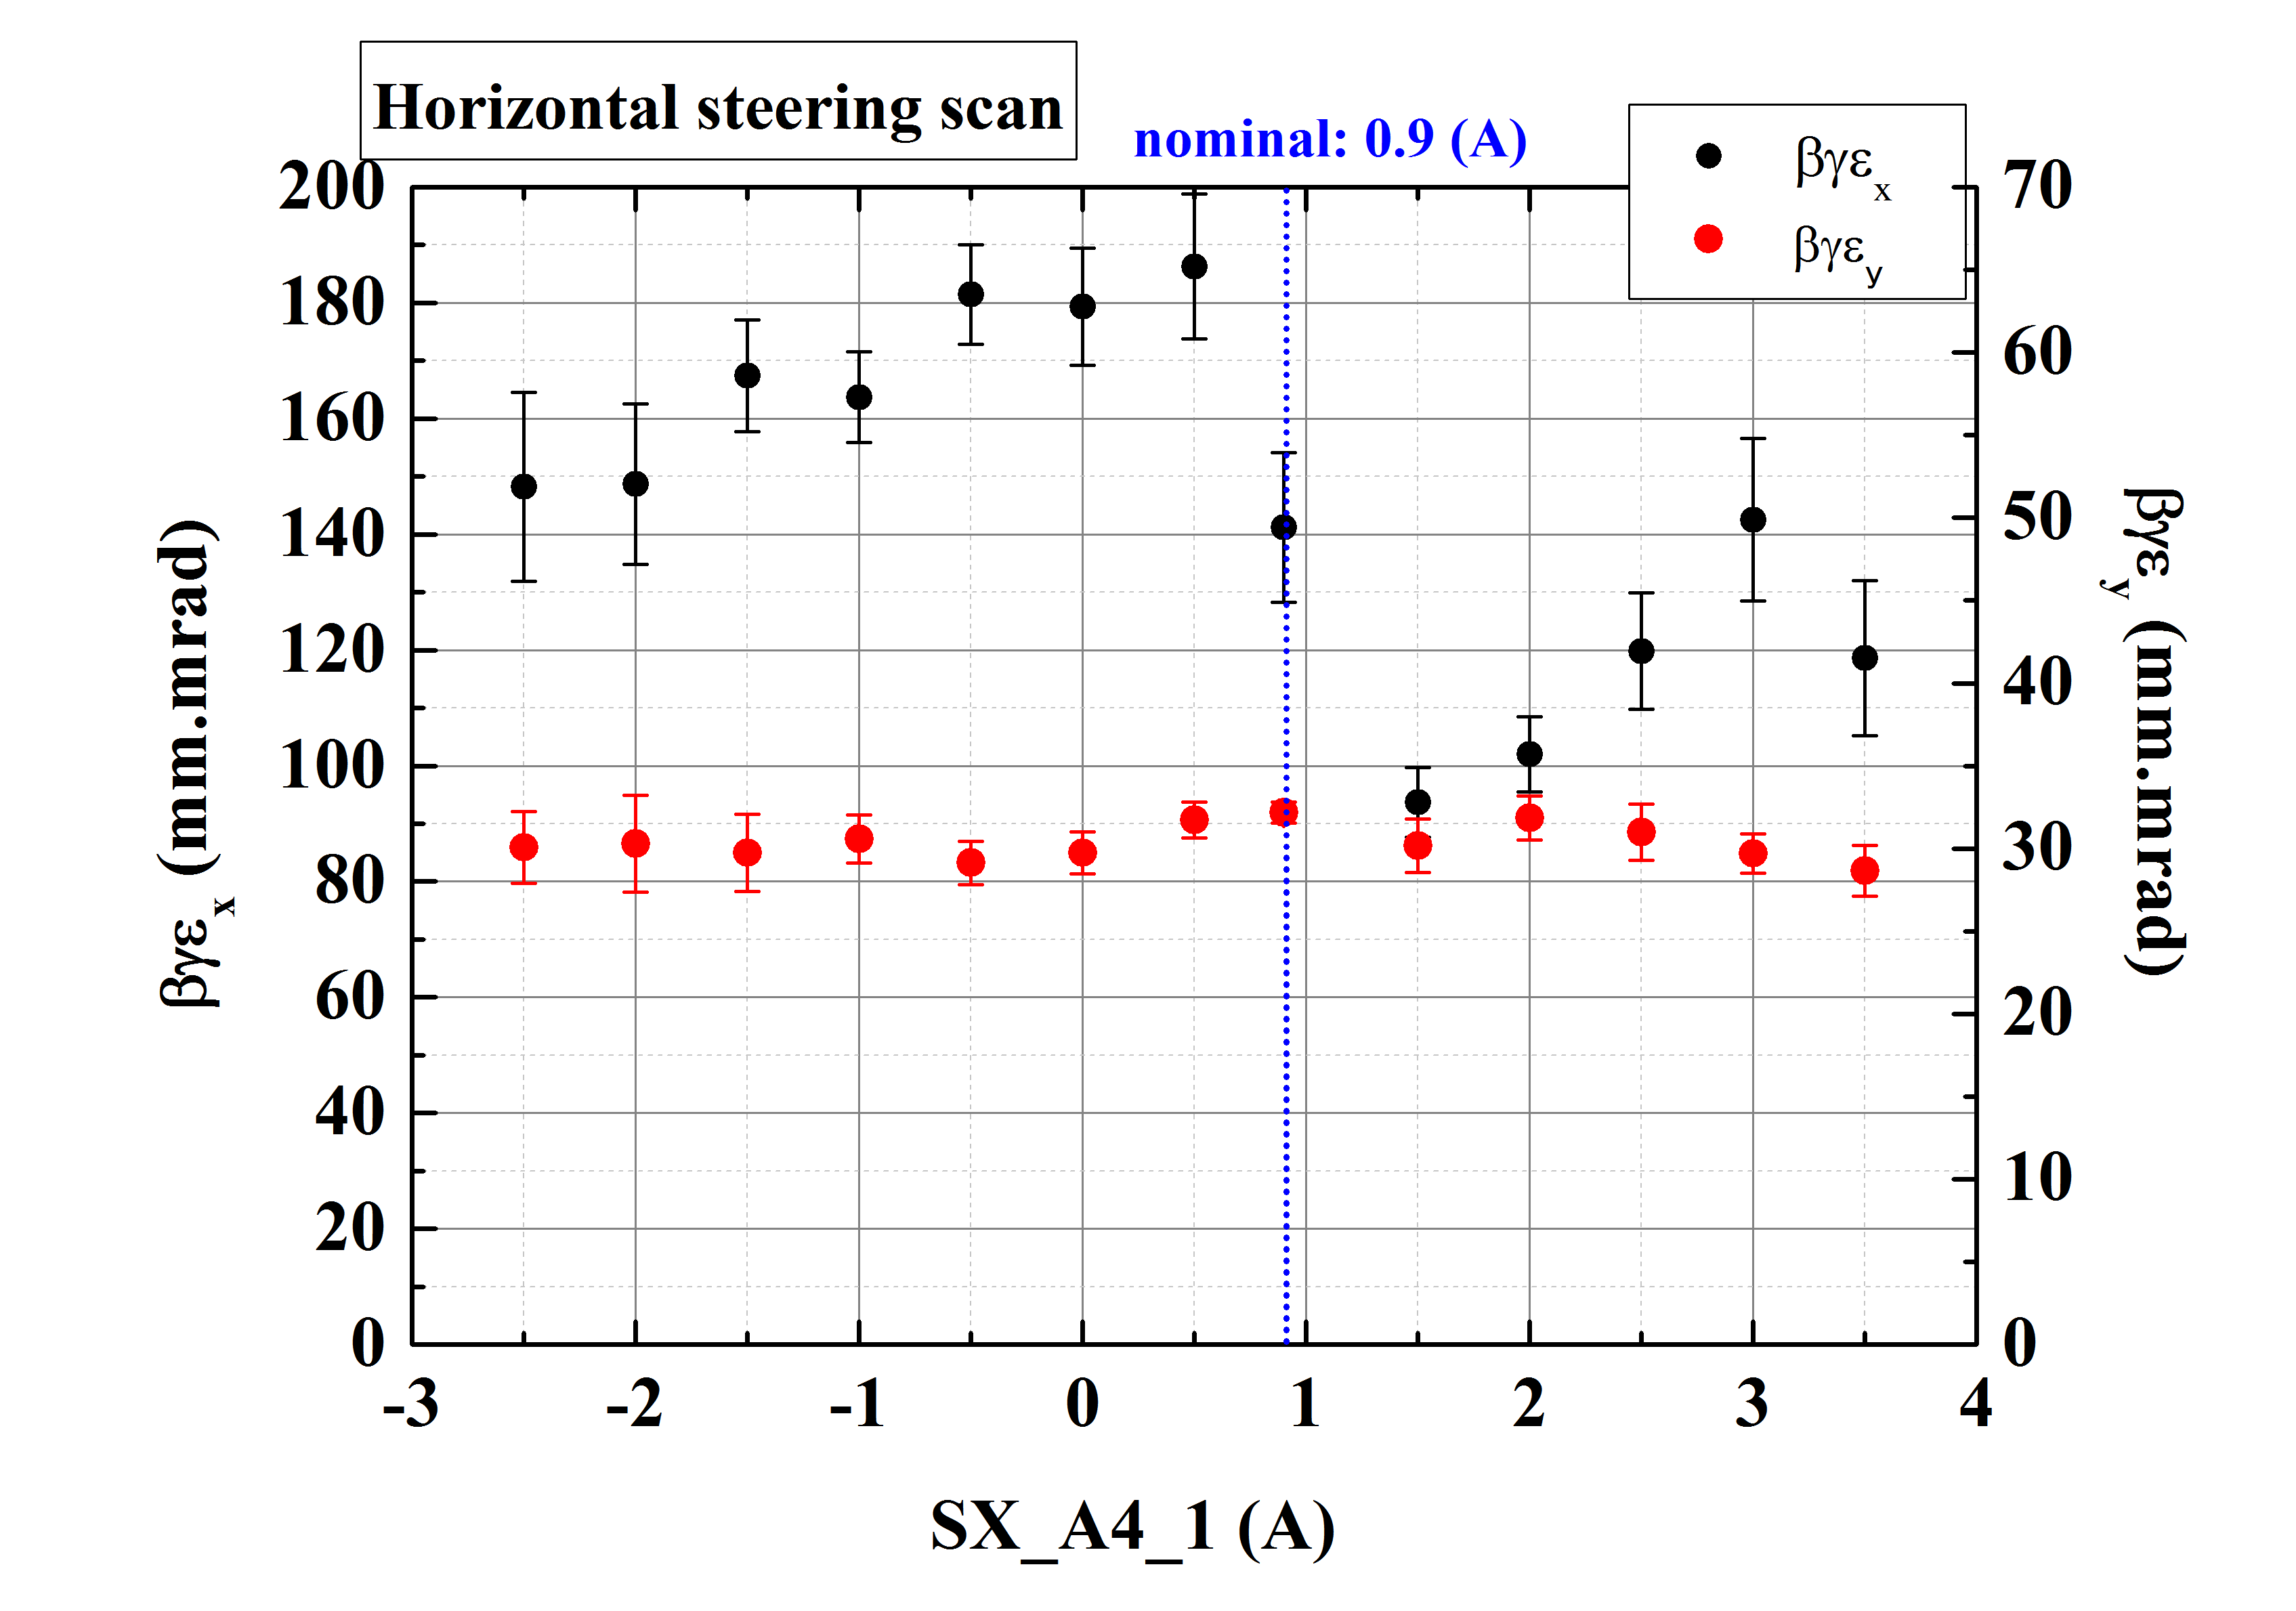 Horizontal steering scan
nominal: 0.9 (A)
βγεx
βγεy
200
180
160
140
120
100
80
60
40
20
0
βγεx (mm.mrad)
70
60
50
40
30
20
10
0
βγεy (mm.mrad)
-3 -2 -1 0 1 2 3 4
SX_A4_1 (A)